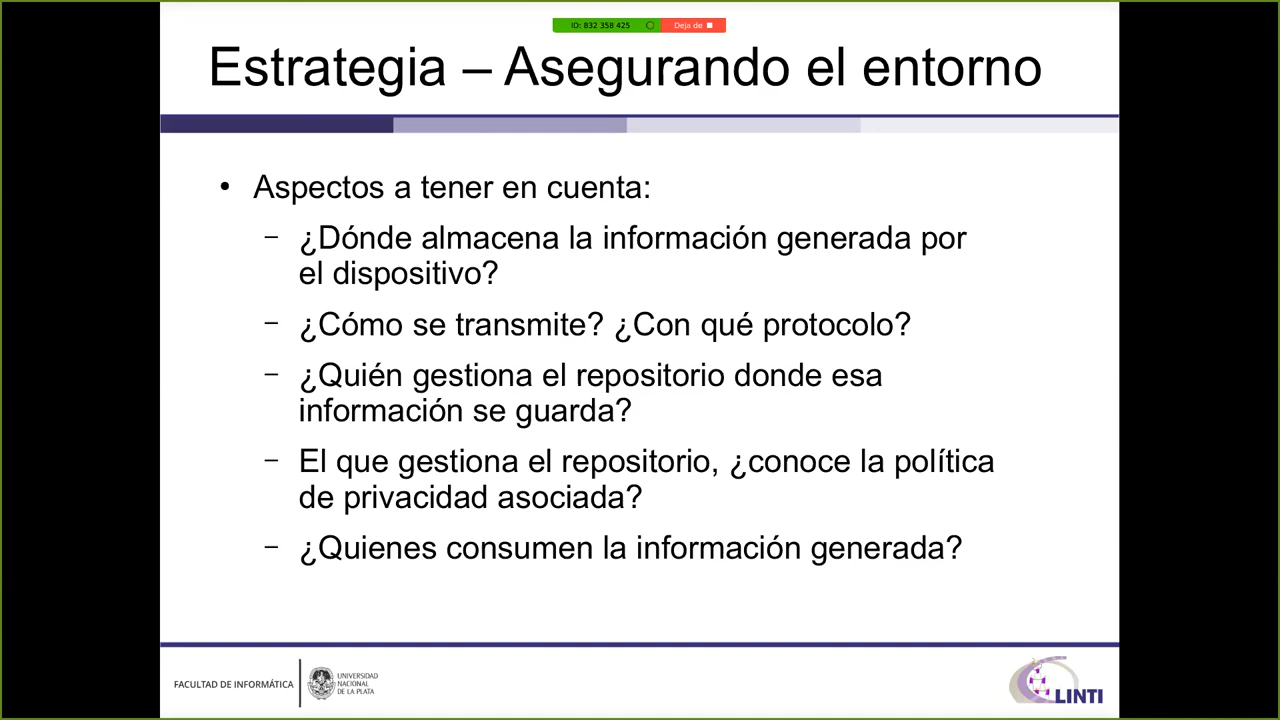 ID: 832 358 425
Deja de
Estrategia – Asegurando el entorno
• Aspectos a tener en cuenta:
– ¿Dónde almacena la información generada por
el dispositivo?
– ¿Cómo se transmite? ¿Con qué protocolo?
– ¿Quién gestiona el repositorio donde esa
información se guarda?
– El que gestiona el repositorio, ¿conoce la política
de privacidad asociada?
– ¿Quienes consumen la información generada?
FACULTAD DE INFORMÁTICA
UNIVERSIDAD
NACIONAL
DE LA PLATA
LINTI